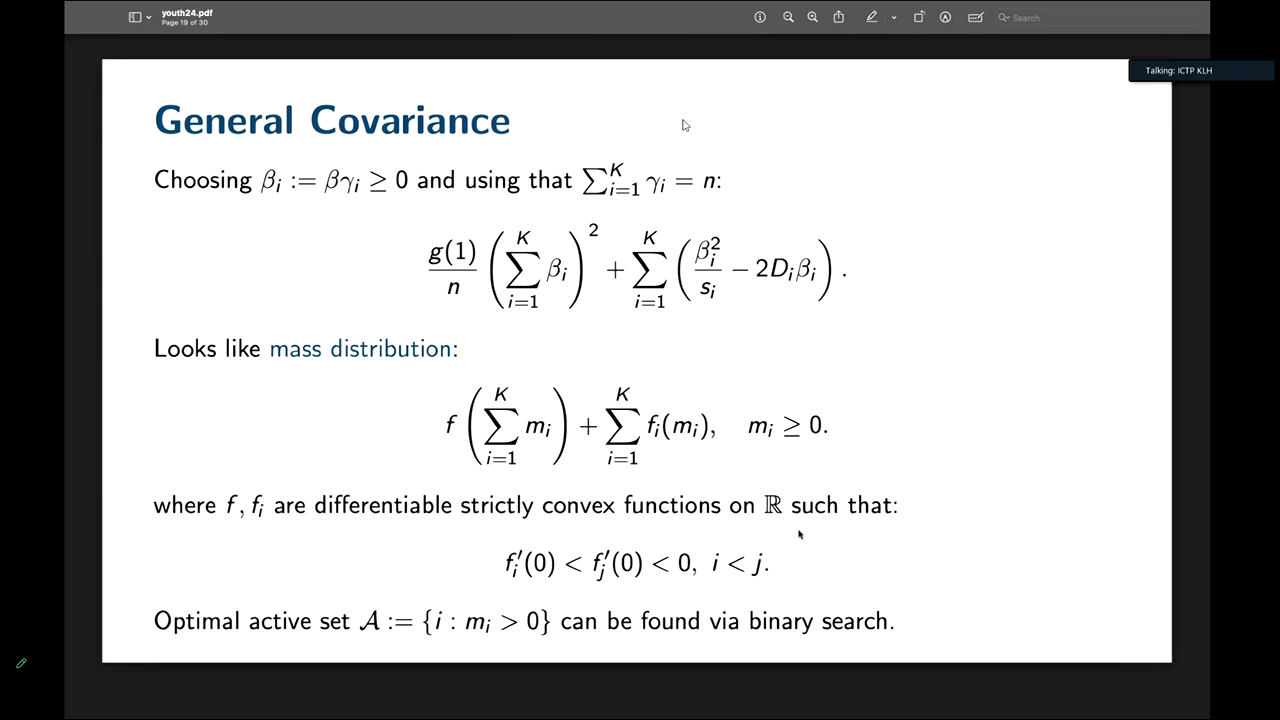 youth24.pdf
Page 19 of 30
Search
Talking: ICTP KLH
General Covariance
Choosing βᵢ := βγᵢ ≥ 0 and using that ∑ᵢ₌₁ᴷ γᵢ = n:
g(1)/n (∑ᵢ₌₁ᴷ βᵢ)² + ∑ᵢ₌₁ᴷ (βᵢ²/sᵢ − 2Dᵢβᵢ).
Looks like mass distribution:
f (∑ᵢ₌₁ᴷ mᵢ) + ∑ᵢ₌₁ᴷ fᵢ(mᵢ), mᵢ ≥ 0.
where f, fᵢ are differentiable strictly convex functions on ℝ such that:
fᵢ′(0) < fⱼ′(0) < 0, i < j.
Optimal active set 𝒜 := {i : mᵢ > 0} can be found via binary search.